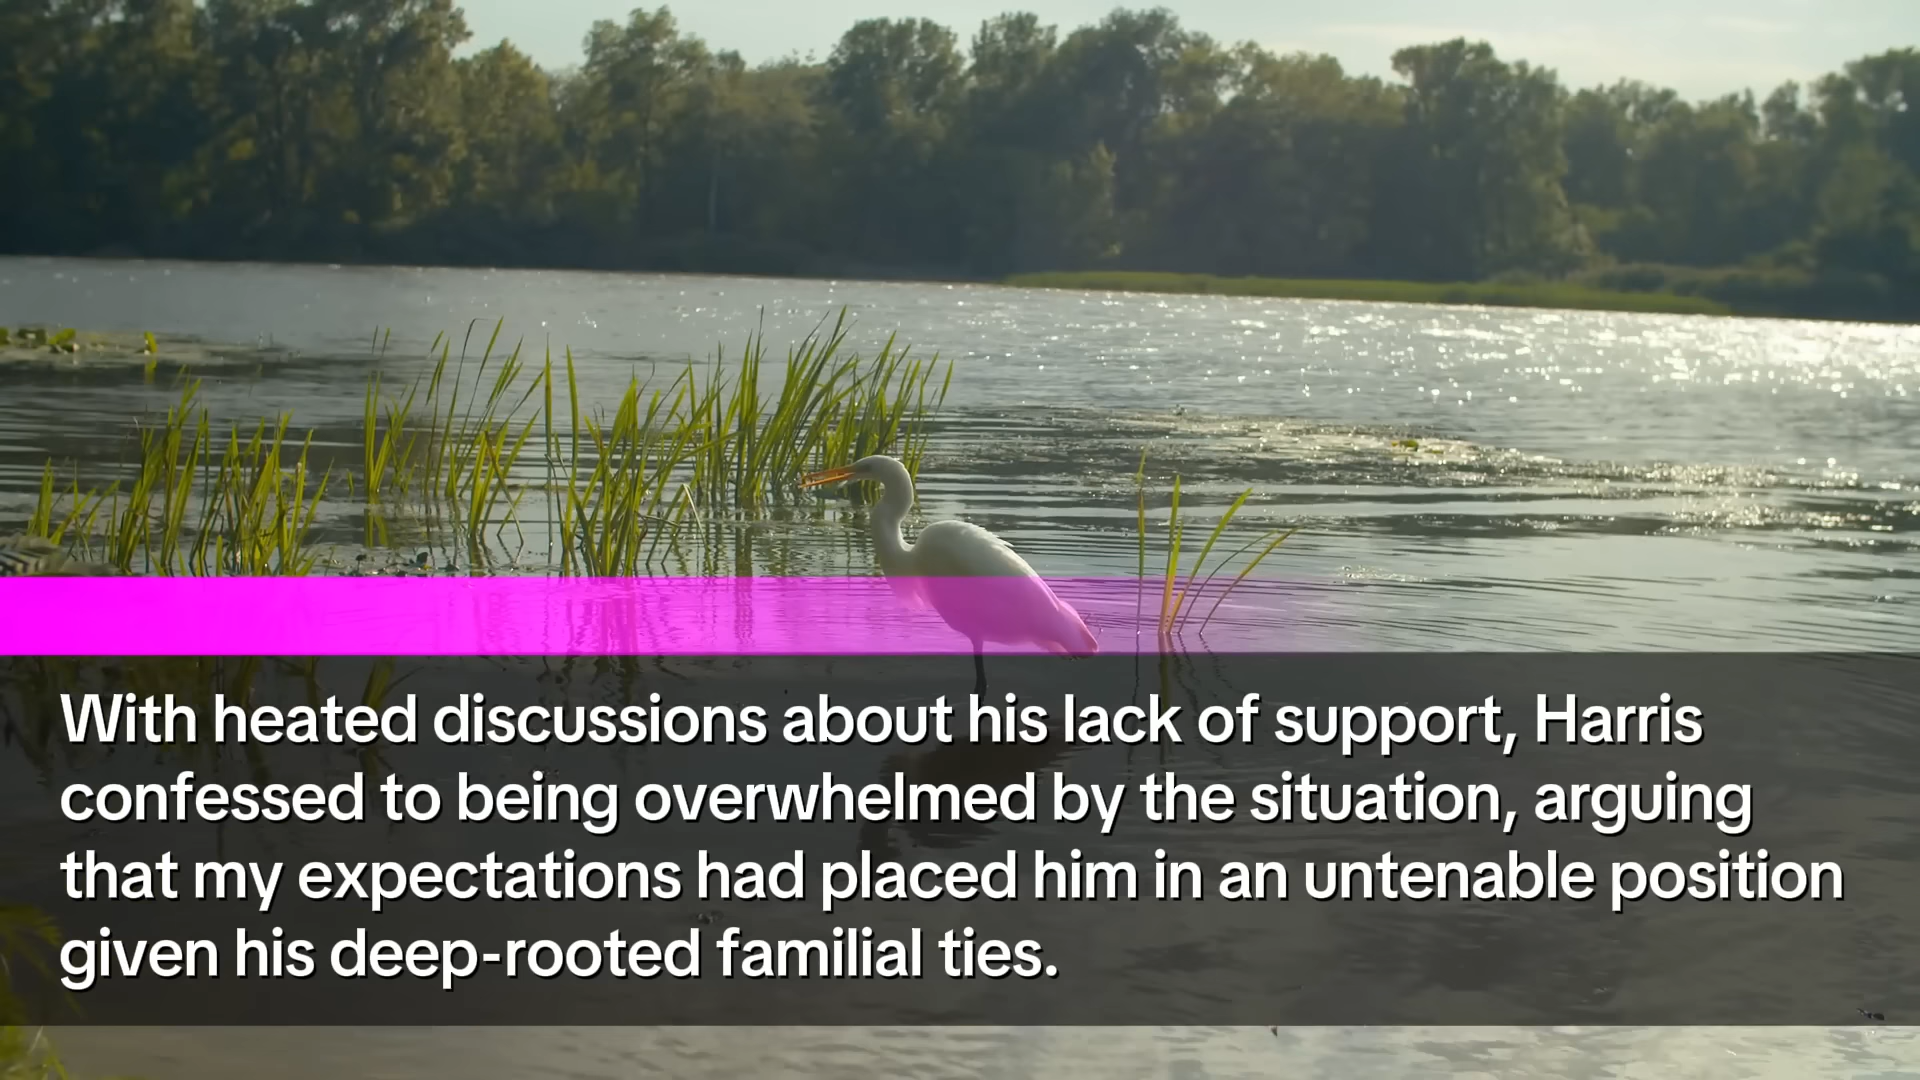 With heated discussions about his lack of support, Harris
confessed to being overwhelmed by the situation, arguing
that my expectations had placed him in an untenable position
given his deep-rooted familial ties.